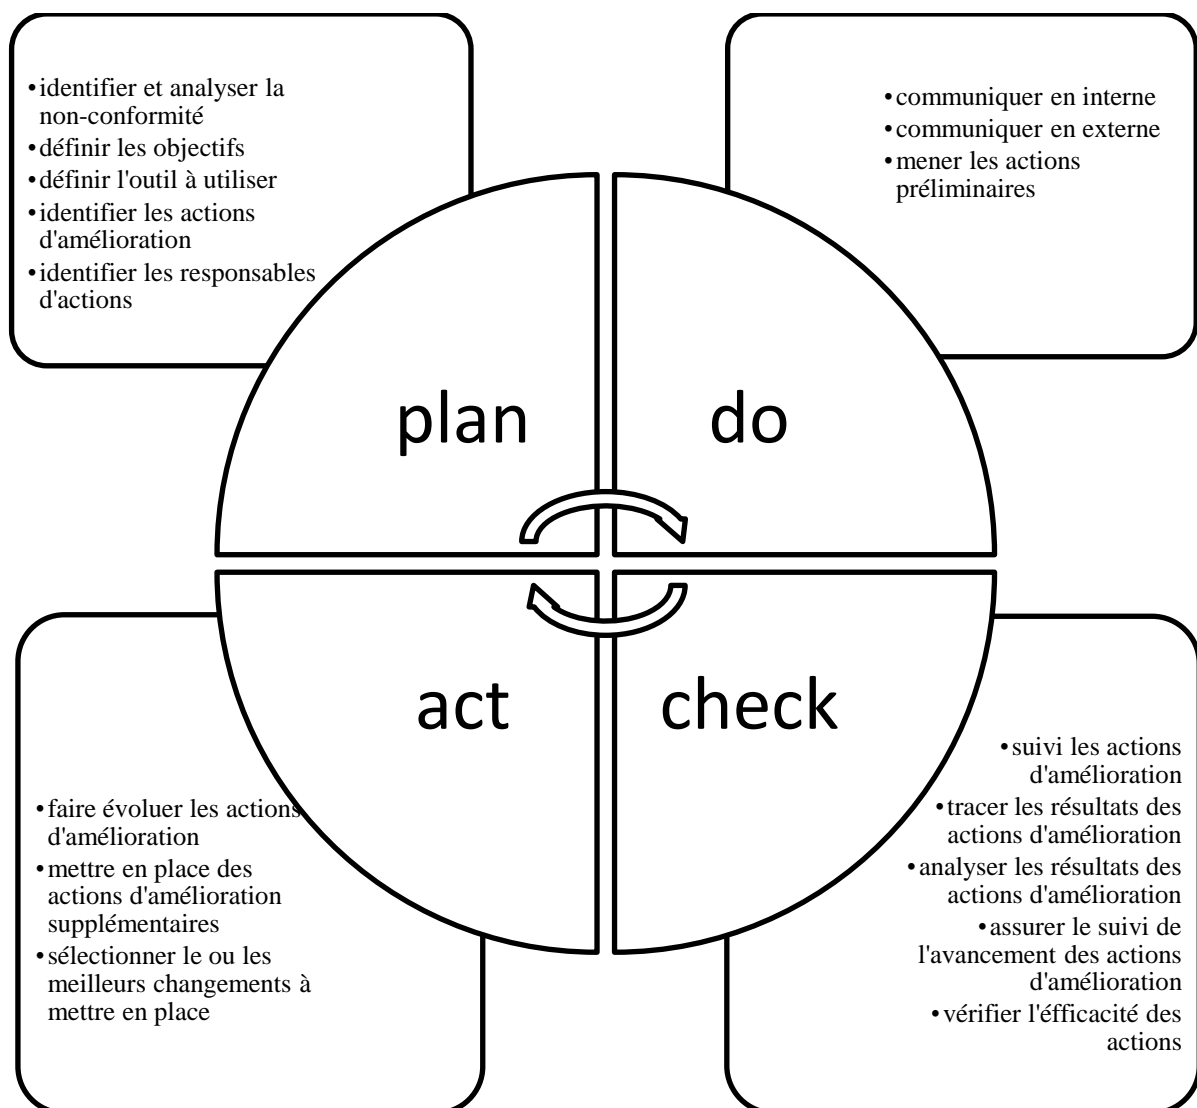 •identifier et analyser la
non-conformité
•définir les objectifs
•définir l'outil à utiliser
•identifier les actions
d'amélioration
•identifier les responsables
d'actions
•communiquer en interne
•communiquer en externe
•mener les actions
préliminaires
plan
do
act
check
•faire évoluer les actions
d'amélioration
•mettre en place des
actions d'amélioration
supplémentaires
•sélectionner le ou les
meilleurs changements à
mettre en place
•suivi les actions
d'amélioration
•tracer les résultats des
actions d'amélioration
•analyser les résultats des
actions d'amélioration
•assurer le suivi de
l'avancement des actions
d'amélioration
•vérifier l'éfficacité des
actions